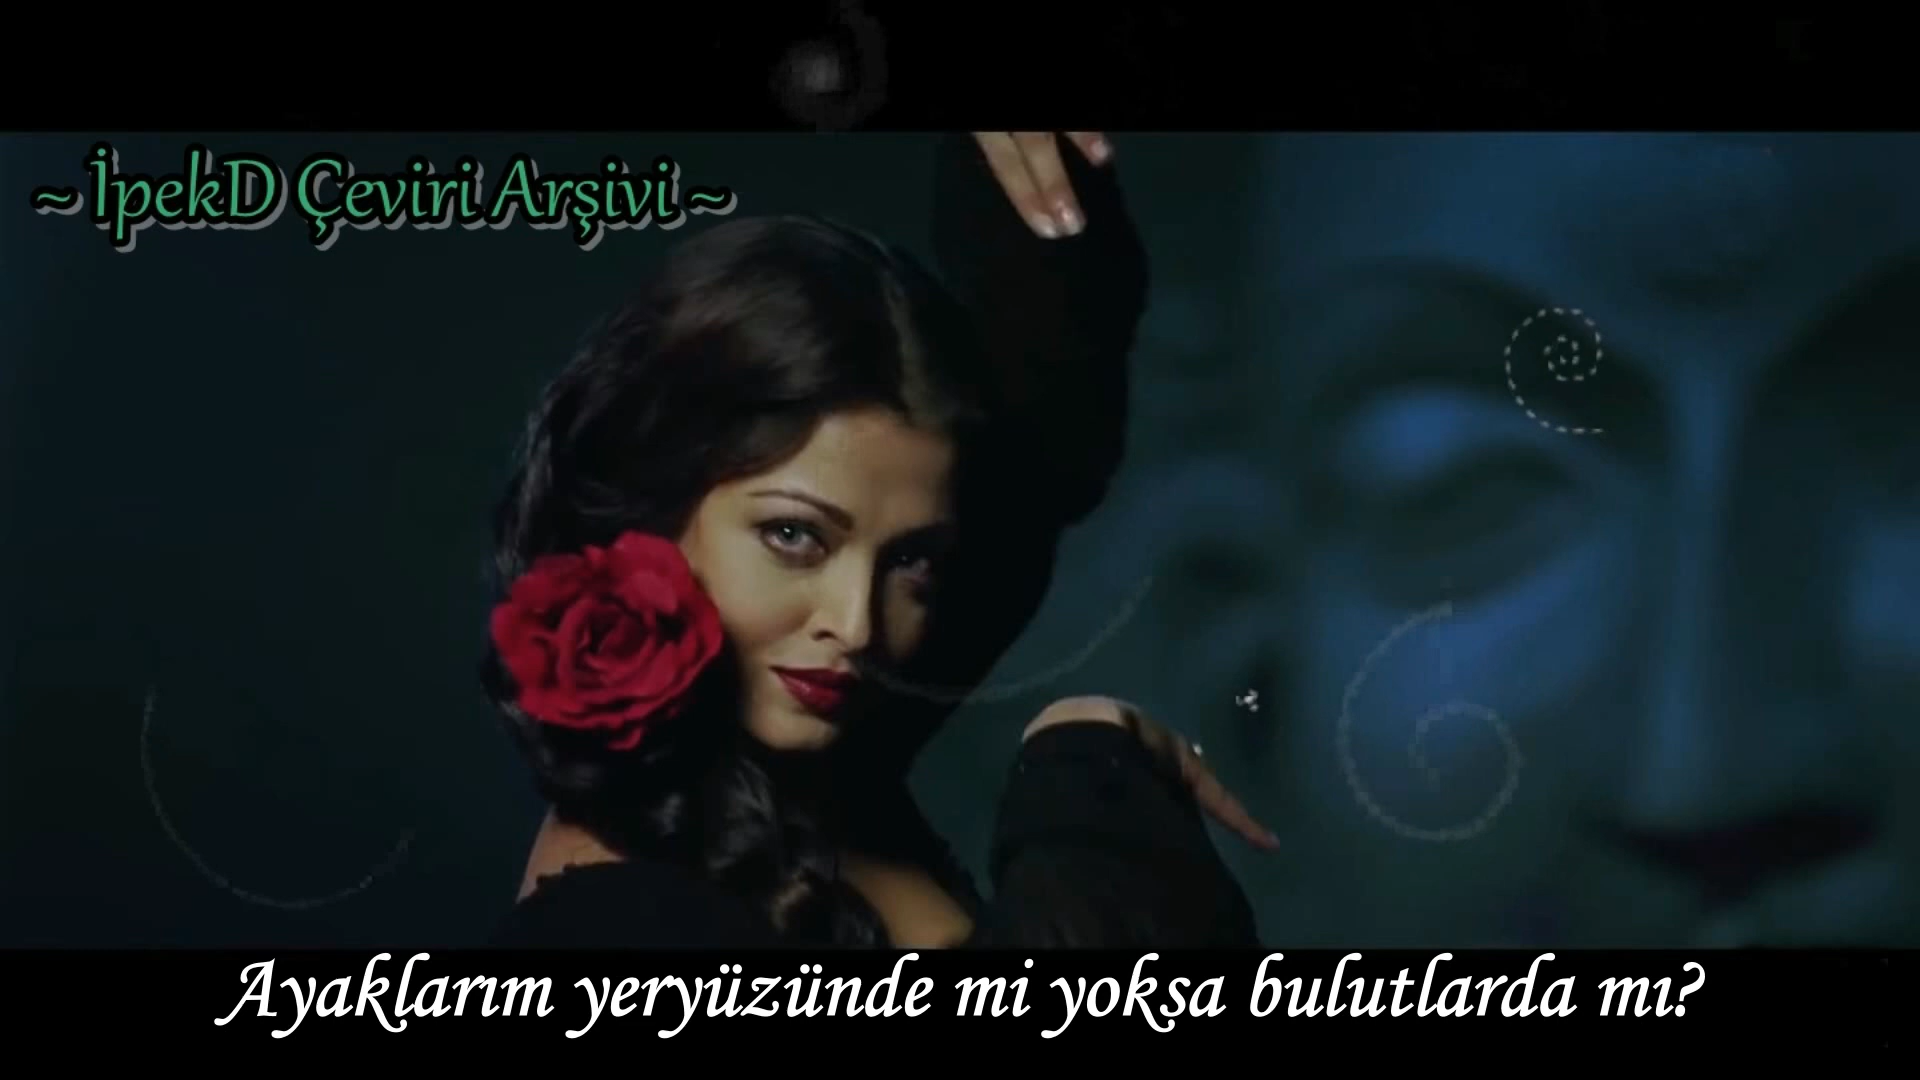 ~ İpekD Çeviri Arşivi ~
Ayaklarım yeryüzünde mi yoksa bulutlarda mı?